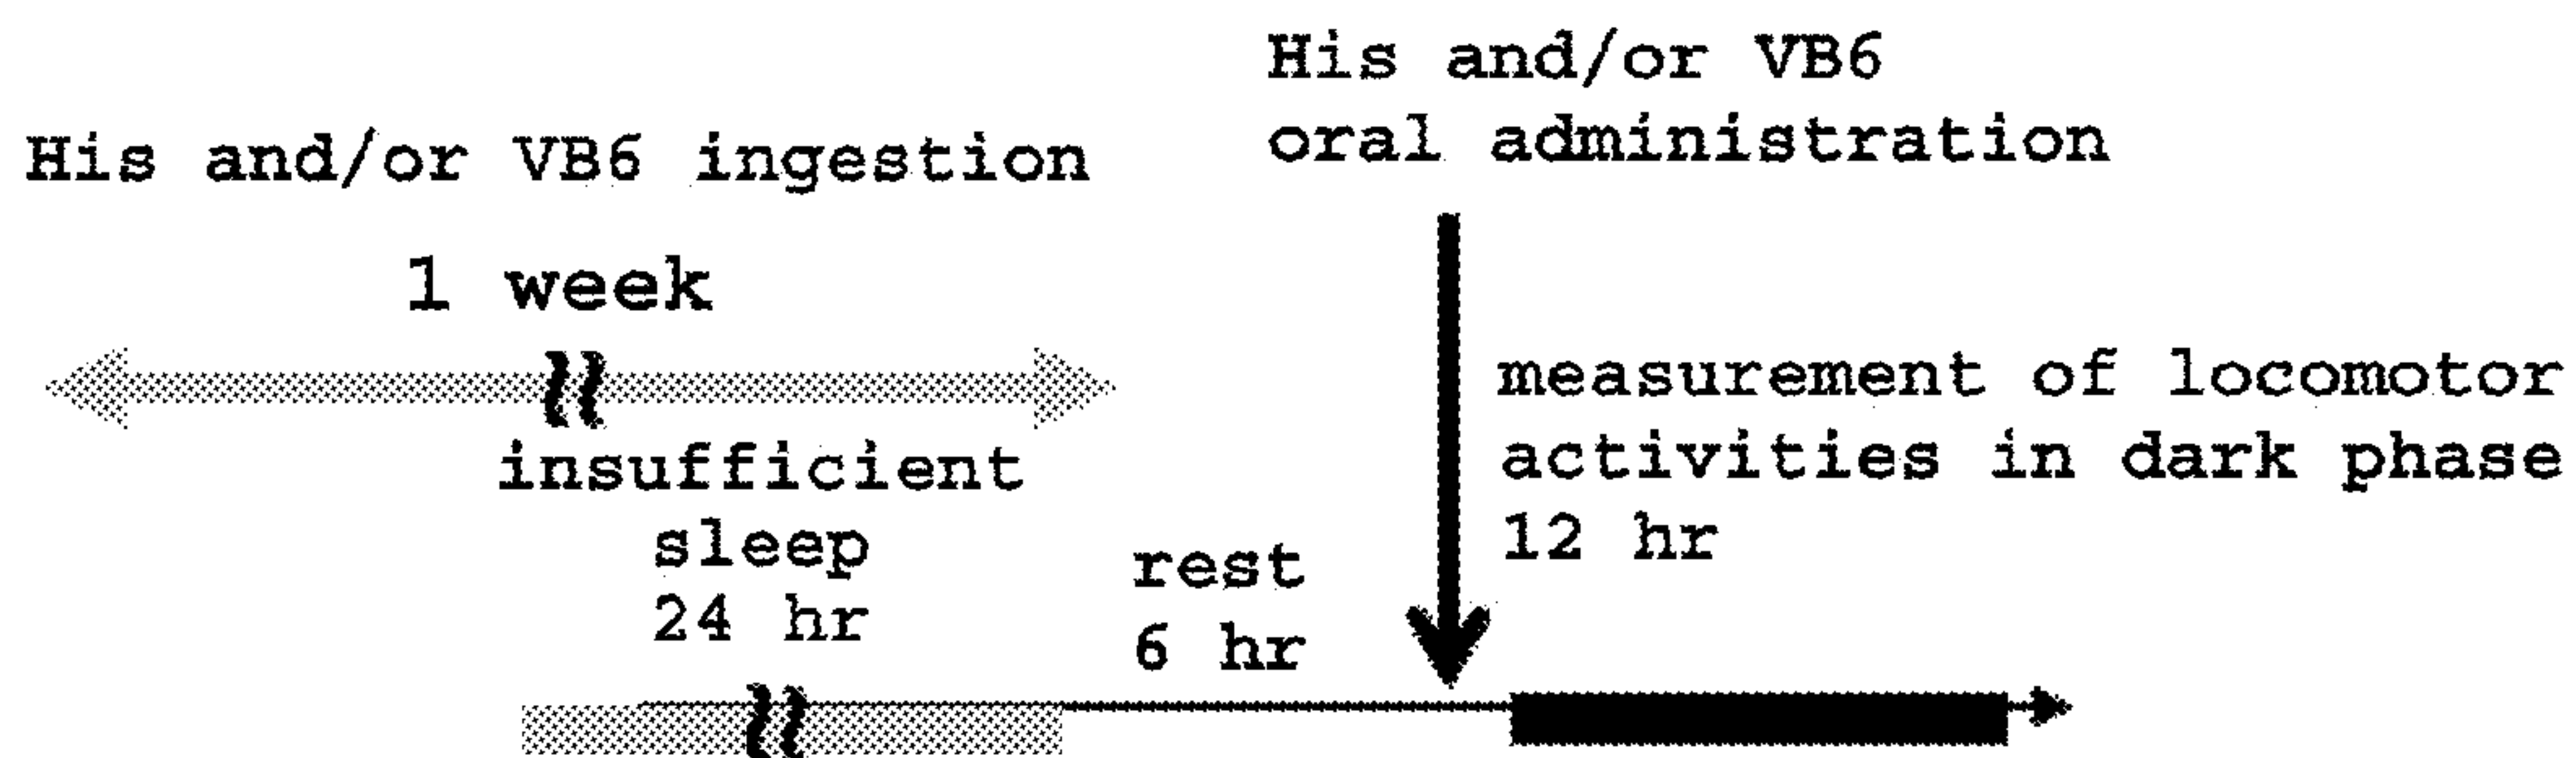 His and/or VB6 ingestion
1 week
His and/or VB6
oral administration
insufficient
sleep
24 hr
rest
6 hr
measurement of locomotor
activities in dark phase
12 hr